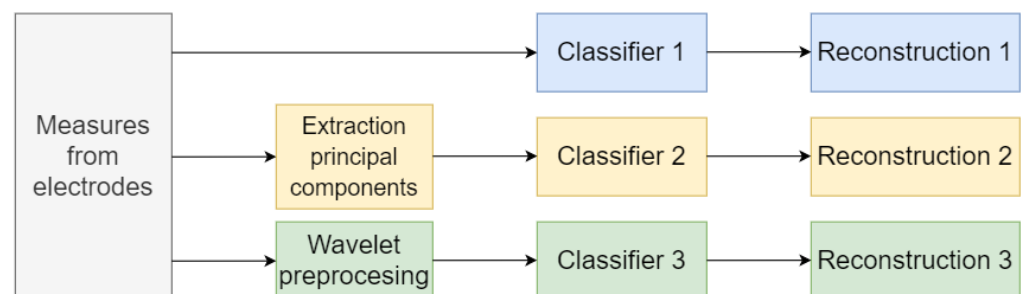 Measures
from
electrodes
Classifier 1
Reconstruction 1
Extraction
principal
components
Classifier 2
Reconstruction 2
Wavelet
preprocesing
Classifier 3
Reconstruction 3